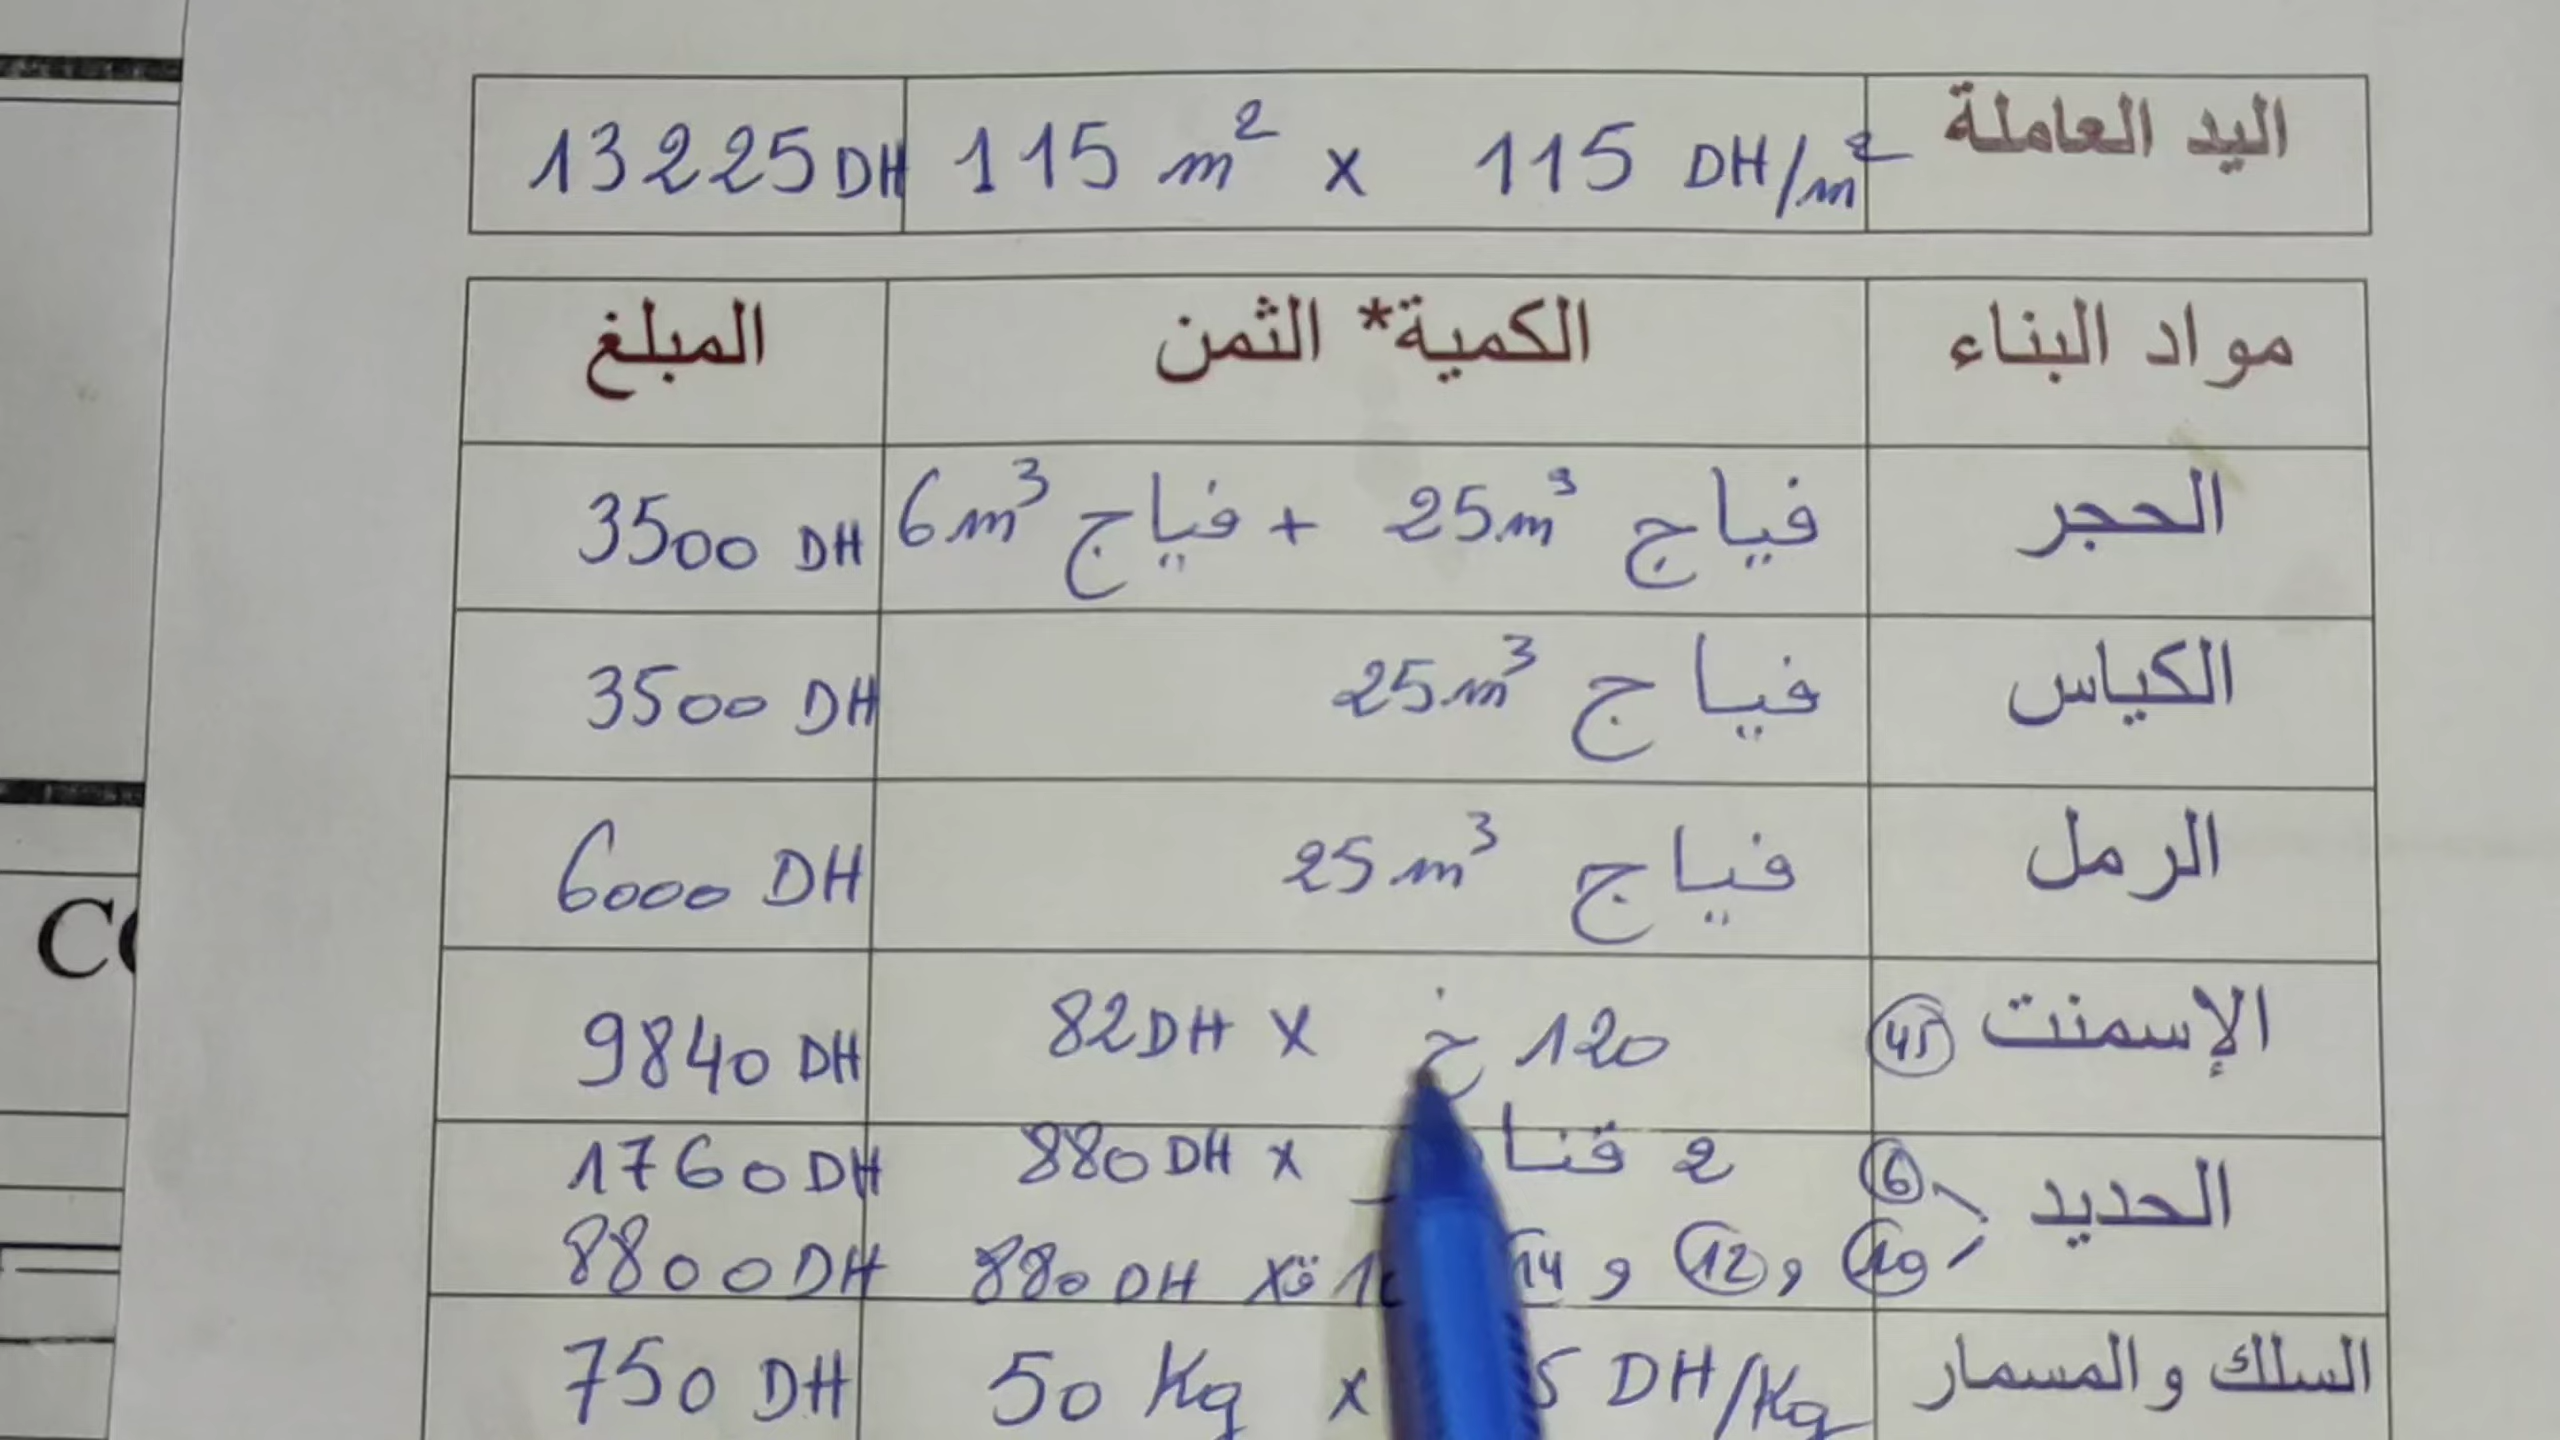 اليد العاملة 115 m² x 115 DH/m² 13225 DH
مواد البناء الكمية* الثمن المبلغ
الحجر فياج 25m³ + فياج 6m³ 3500 DH
الكياس فياج 25m³ 3500 DH
الرمل فياج 25m³ 6000 DH
الإسمنت 45 120 خ x 82DH 9840 DH
الحديد 6 2 x 880 DH 1760 DH
10 و 12 و 14 ق x 880 DH 8800 DH
السلك والمسمار 50 Kg x DH/Kg 750 DH